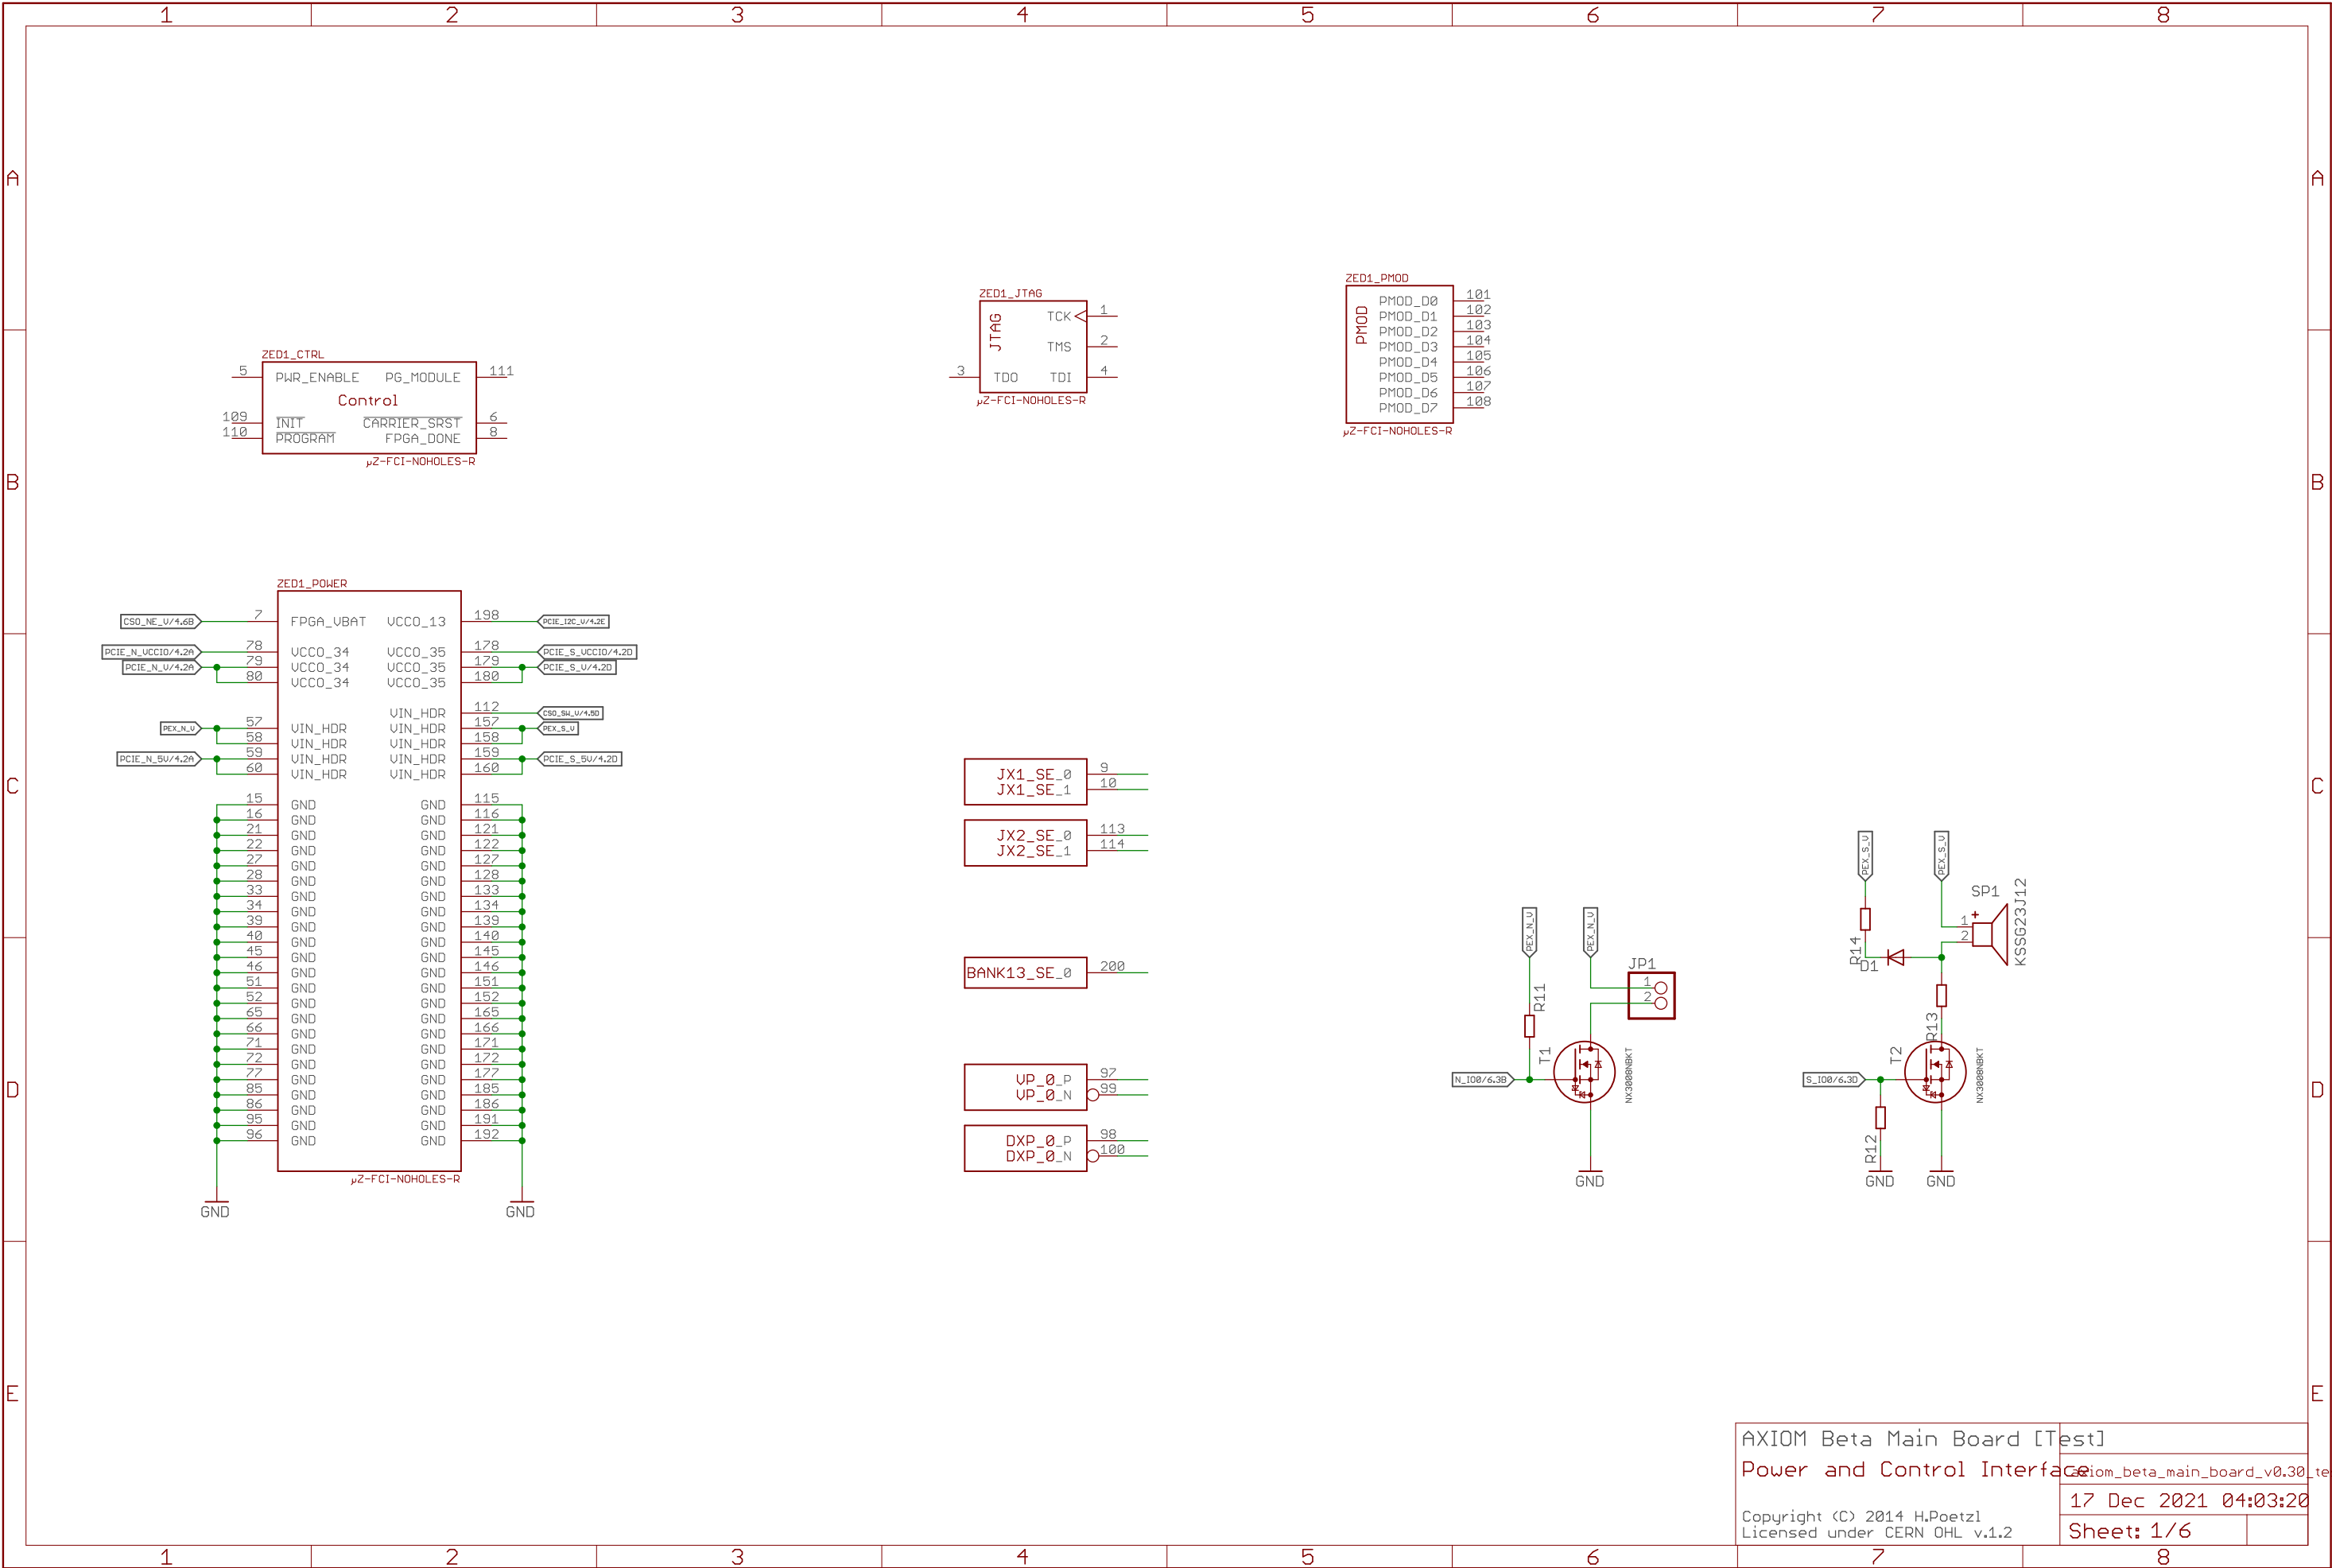 1 2 3 4 5 6 7 8
A A
B B
C C
D D
E E
ZED1_CTRL
5 PWR_ENABLE PG_MODULE 111
Control
109 INIT CARRIER_SRST 6
110 PROGRAM FPGA_DONE 8
µZ-FCI-NOHOLES-R
ZED1_JTAG
JTAG
TCK 1
TMS 2
3 TDO TDI 4
µZ-FCI-NOHOLES-R
ZED1_PMOD
PMOD
PMOD_D0 101
PMOD_D1 102
PMOD_D2 103
PMOD_D3 104
PMOD_D4 105
PMOD_D5 106
PMOD_D6 107
PMOD_D7 108
µZ-FCI-NOHOLES-R
ZED1_POWER
CSO_NE_V/4.6B 7 FPGA_VBAT VCCO_13 198 PCIE_I2C_V/4.2E
PCIE_N_VCCIO/4.2A 78 VCCO_34 VCCO_35 178 PCIE_S_VCCIO/4.2D
PCIE_N_V/4.2A 79 VCCO_34 VCCO_35 179 PCIE_S_V/4.2D
80 VCCO_34 VCCO_35 180
VIN_HDR 112 CSO_SW_V/4.5D
PEX_N_V 57 VIN_HDR VIN_HDR 157 PEX_S_V
58 VIN_HDR VIN_HDR 158
PCIE_N_5V/4.2A 59 VIN_HDR VIN_HDR 159 PCIE_S_5V/4.2D
60 VIN_HDR VIN_HDR 160
15 GND GND 115
16 GND GND 116
21 GND GND 121
22 GND GND 122
27 GND GND 127
28 GND GND 128
33 GND GND 133
34 GND GND 134
39 GND GND 139
40 GND GND 140
45 GND GND 145
46 GND GND 146
51 GND GND 151
52 GND GND 152
65 GND GND 165
66 GND GND 166
71 GND GND 171
72 GND GND 172
77 GND GND 177
85 GND GND 185
86 GND GND 186
95 GND GND 191
96 GND GND 192
µZ-FCI-NOHOLES-R
GND GND
JX1_SE_0 9
JX1_SE_1 10
JX2_SE_0 113
JX2_SE_1 114
BANK13_SE_0 200
VP_0_P 97
VP_0_N 99
DXP_0_P 98
DXP_0_N 100
PEX_N_V PEX_N_V
JP1
1
2
R11
T1
N_IO0/6.3B
NX3008NBKT
GND
PEX_S_V PEX_S_V
SP1
+
1
2
KSSG23J12
R14
D1
R13
T2
S_IO0/6.3D
NX3008NBKT
R12
GND GND
AXIOM Beta Main Board [Test]
Power and Control Interface
axiom_beta_main_board_v0.30_te
17 Dec 2021 04:03:20
Copyright (C) 2014 H.Poetzl
Licensed under CERN OHL v.1.2
Sheet: 1/6
1 2 3 4 5 6 7 8